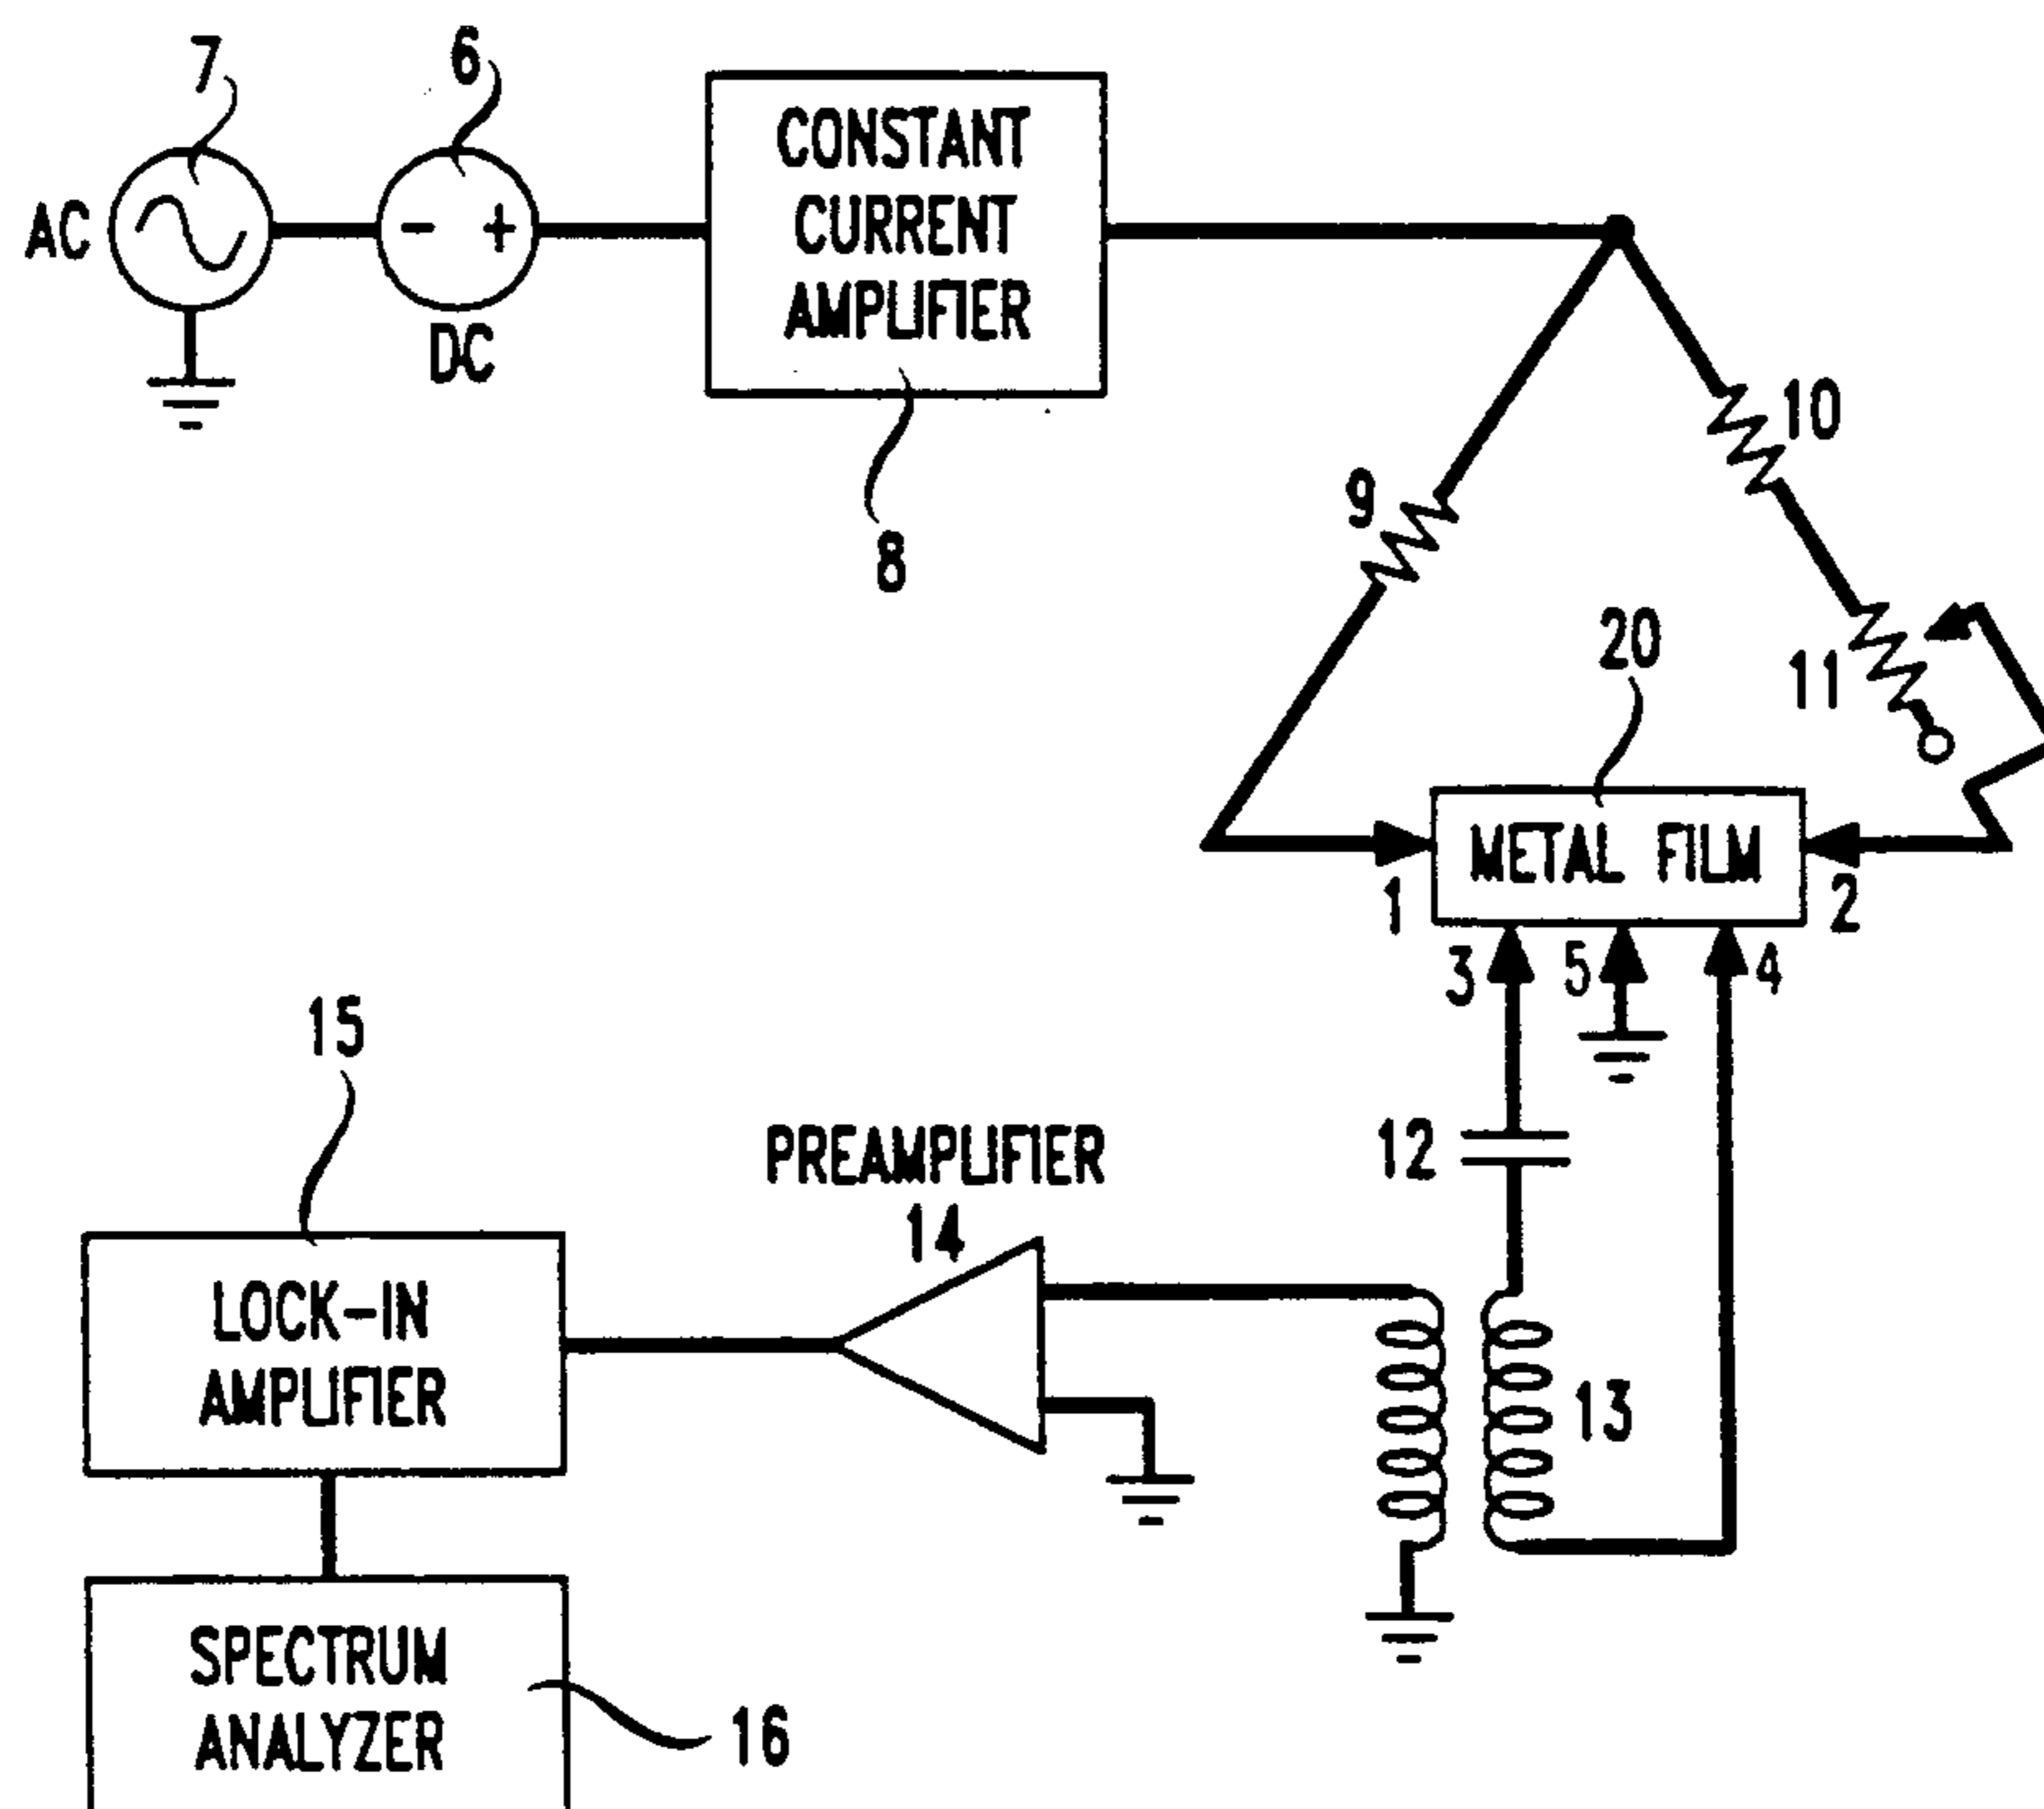 7
6
AC
- +
DC
CONSTANT
CURRENT
AMPLIFIER
8
9
10
11
20
METAL FILM
1
2
3
5
4
12
13
PREAMPLIFIER
14
15
LOCK-IN
AMPLIFIER
SPECTRUM
ANALYZER
16